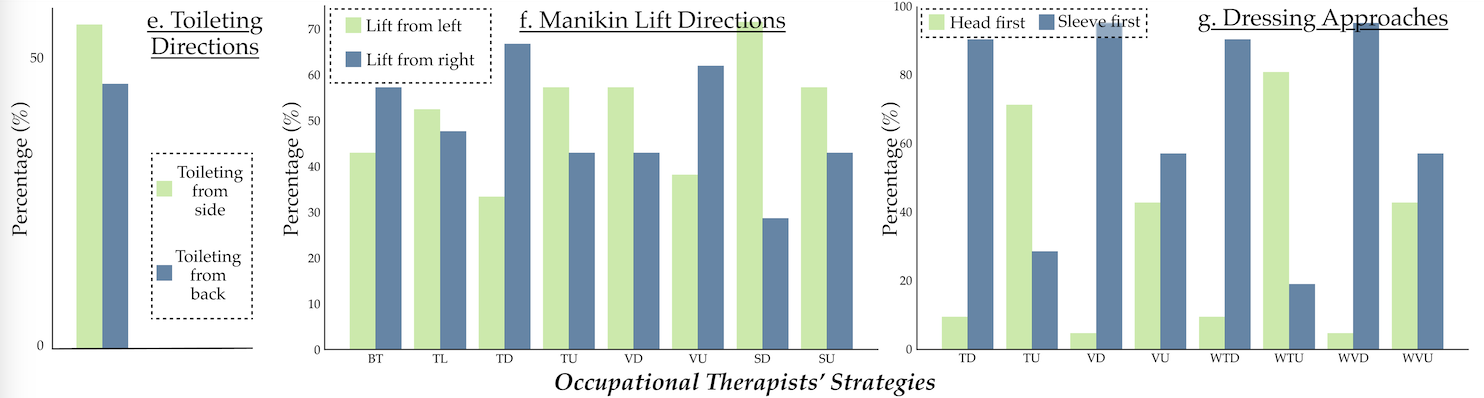 e. Toileting
Directions
Percentage (%)
50
0
Toileting
from
side
Toileting
from
back
f. Manikin Lift Directions
Lift from left
Lift from right
Percentage (%)
70
60
50
40
30
20
10
0
BT TL TD TU VD VU SD SU
g. Dressing Approaches
Head first Sleeve first
Percentage (%)
100
80
60
40
20
0
TD TU VD VU WTD WTU WVD WVU
Occupational Therapists' Strategies